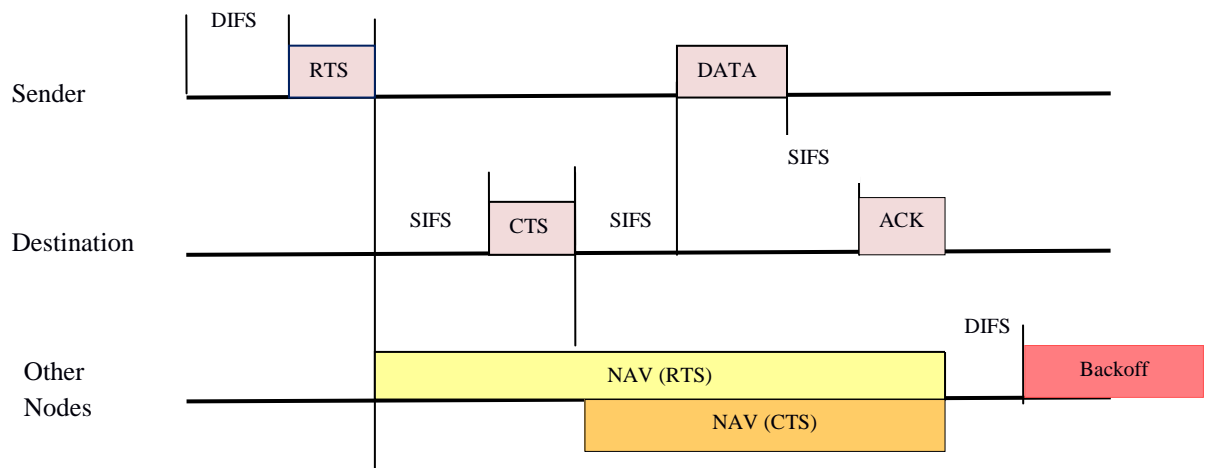 DIFS
RTS
DATA
Sender
SIFS
SIFS
CTS
SIFS
ACK
Destination
DIFS
Other
Nodes
NAV (RTS)
Backoff
NAV (CTS)